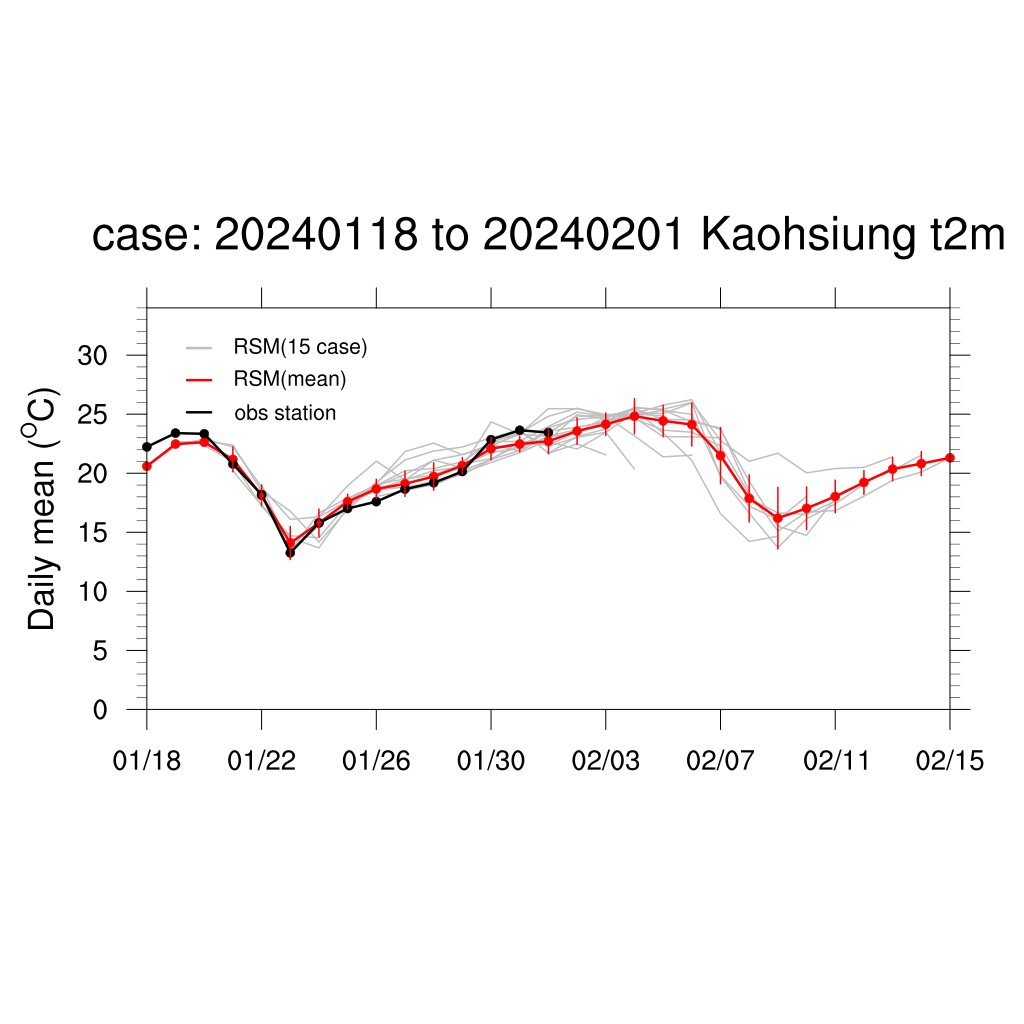 case: 20240118 to 20240201 Kaohsiung t2m
RSM(15 case)
RSM(mean)
obs station
Daily mean (°C)
30
25
20
15
10
5
0
01/18 01/22 01/26 01/30 02/03 02/07 02/11 02/15